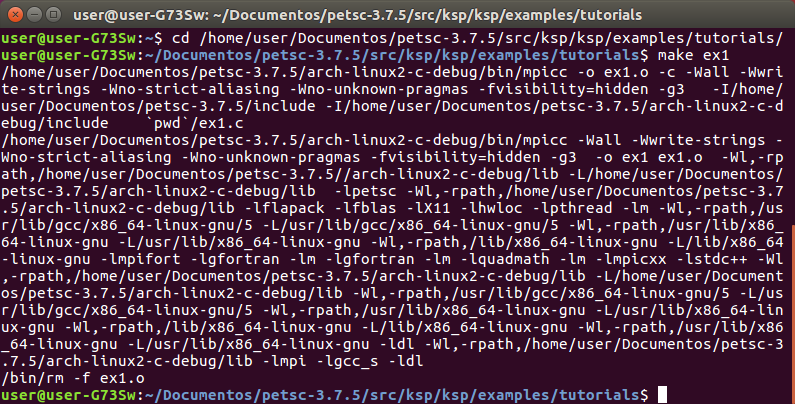 user@user-G73Sw: ~/Documentos/petsc-3.7.5/src/ksp/ksp/examples/tutorials
user@user-G73Sw:~$ cd /home/user/Documentos/petsc-3.7.5/src/ksp/ksp/examples/tutorials/
user@user-G73Sw:~/Documentos/petsc-3.7.5/src/ksp/ksp/examples/tutorials$ make ex1
/home/user/Documentos/petsc-3.7.5/arch-linux2-c-debug/bin/mpicc -o ex1.o -c -Wall -Wwri
te-strings -Wno-strict-aliasing -Wno-unknown-pragmas -fvisibility=hidden -g3   -I/home/
user/Documentos/petsc-3.7.5/include -I/home/user/Documentos/petsc-3.7.5/arch-linux2-c-d
ebug/include    `pwd`/ex1.c
/home/user/Documentos/petsc-3.7.5/arch-linux2-c-debug/bin/mpicc -Wall -Wwrite-strings -
Wno-strict-aliasing -Wno-unknown-pragmas -fvisibility=hidden -g3  -o ex1 ex1.o  -Wl,-rp
ath,/home/user/Documentos/petsc-3.7.5//arch-linux2-c-debug/lib -L/home/user/Documentos/
petsc-3.7.5/arch-linux2-c-debug/lib  -lpetsc -Wl,-rpath,/home/user/Documentos/petsc-3.7
.5/arch-linux2-c-debug/lib -lflapack -lfblas -lX11 -lhwloc -lpthread -lm -Wl,-rpath,/us
r/lib/gcc/x86_64-linux-gnu/5 -L/usr/lib/gcc/x86_64-linux-gnu/5 -Wl,-rpath,/usr/lib/x86_
64-linux-gnu -L/usr/lib/x86_64-linux-gnu -Wl,-rpath,/lib/x86_64-linux-gnu -L/lib/x86_64
-linux-gnu -lmpifort -lgfortran -lm -lgfortran -lm -lquadmath -lm -lmpicxx -lstdc++ -Wl
,-rpath,/home/user/Documentos/petsc-3.7.5/arch-linux2-c-debug/lib -L/home/user/Document
os/petsc-3.7.5/arch-linux2-c-debug/lib -Wl,-rpath,/usr/lib/gcc/x86_64-linux-gnu/5 -L/us
r/lib/gcc/x86_64-linux-gnu/5 -Wl,-rpath,/usr/lib/x86_64-linux-gnu -L/usr/lib/x86_64-lin
ux-gnu -Wl,-rpath,/lib/x86_64-linux-gnu -L/lib/x86_64-linux-gnu -Wl,-rpath,/usr/lib/x86
_64-linux-gnu -L/usr/lib/x86_64-linux-gnu -ldl -Wl,-rpath,/home/user/Documentos/petsc-3
.7.5/arch-linux2-c-debug/lib -lmpi -lgcc_s -ldl
/bin/rm -f ex1.o
user@user-G73Sw:~/Documentos/petsc-3.7.5/src/ksp/ksp/examples/tutorials$